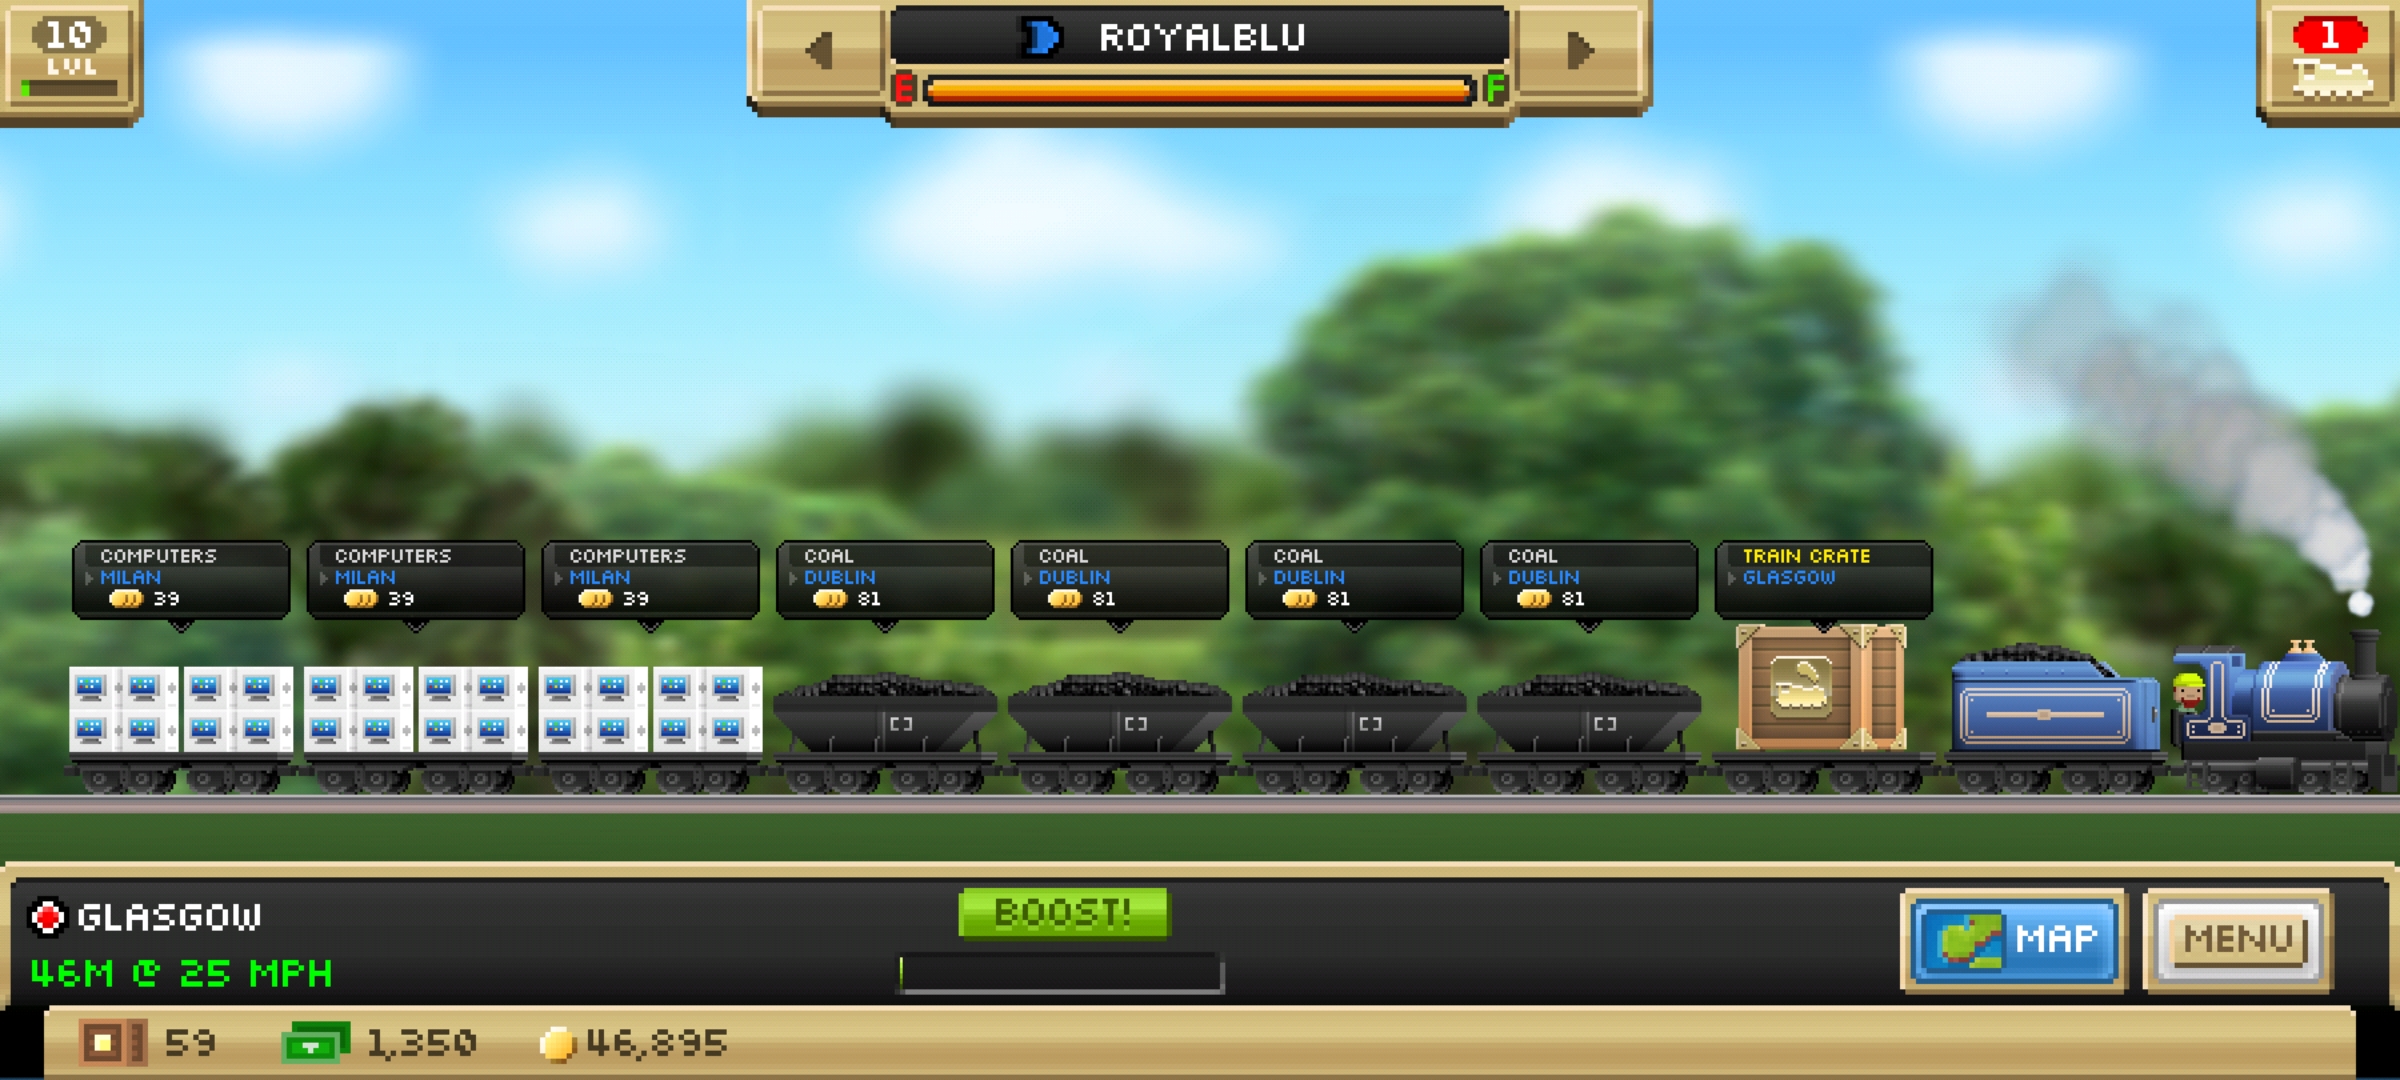 10
LVL
ROYALBLU
E F
1
COMPUTERS
MILAN
39
COMPUTERS
MILAN
39
COMPUTERS
MILAN
39
COAL
DUBLIN
81
COAL
DUBLIN
81
COAL
DUBLIN
81
COAL
DUBLIN
81
TRAIN CRATE
GLASGOW
GLASGOW
46M @ 25 MPH
BOOST!
MAP
MENU
59
1,350
46,895